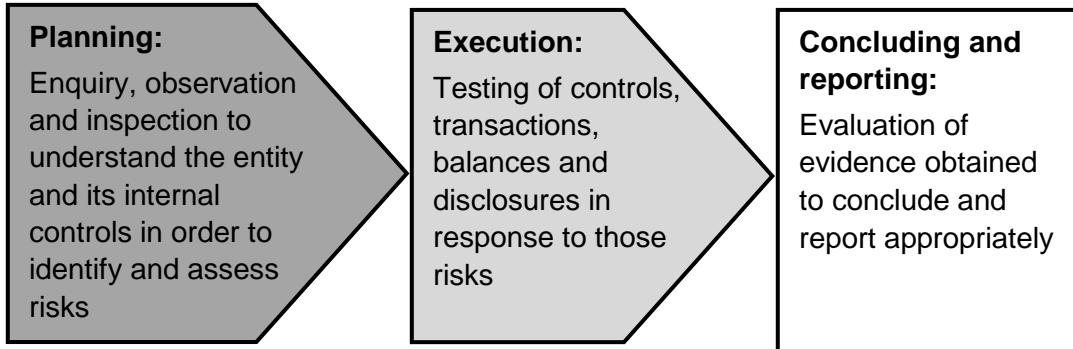 Planning:
Enquiry, observation
and inspection to
understand the entity
and its internal
controls in order to
identify and assess
risks
Execution:
Testing of controls,
transactions,
balances and
disclosures in
response to those
risks
Concluding and
reporting:
Evaluation of
evidence obtained
to conclude and
report appropriately